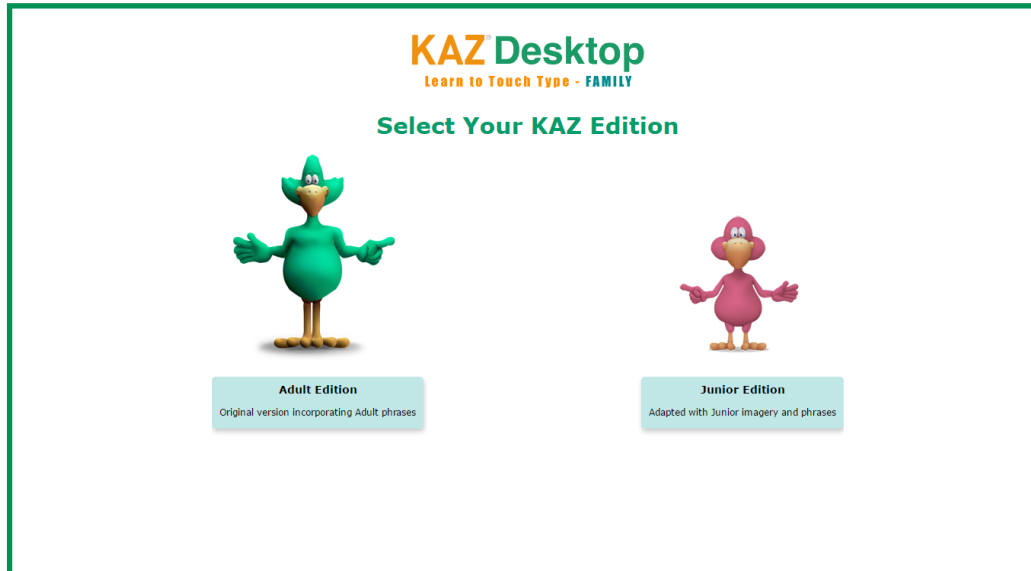 KAZ™ Desktop
Learn to Touch Type - FAMILY
Select Your KAZ Edition
Adult Edition
Original version incorporating Adult phrases
Junior Edition
Adapted with Junior imagery and phrases